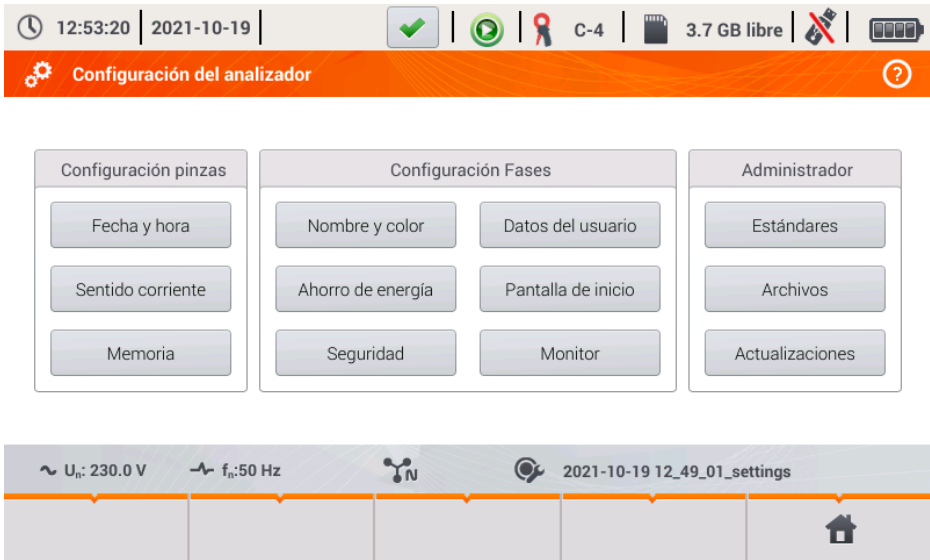 12:53:20 2021-10-19 C-4 3.7 GB libre
Configuración del analizador ?
Configuración pinzas
Fecha y hora
Sentido corriente
Memoria
Configuración Fases
Nombre y color Datos del usuario
Ahorro de energía Pantalla de inicio
Seguridad Monitor
Administrador
Estándares
Archivos
Actualizaciones
Un: 230.0 V fn:50 Hz N 2021-10-19 12_49_01_settings